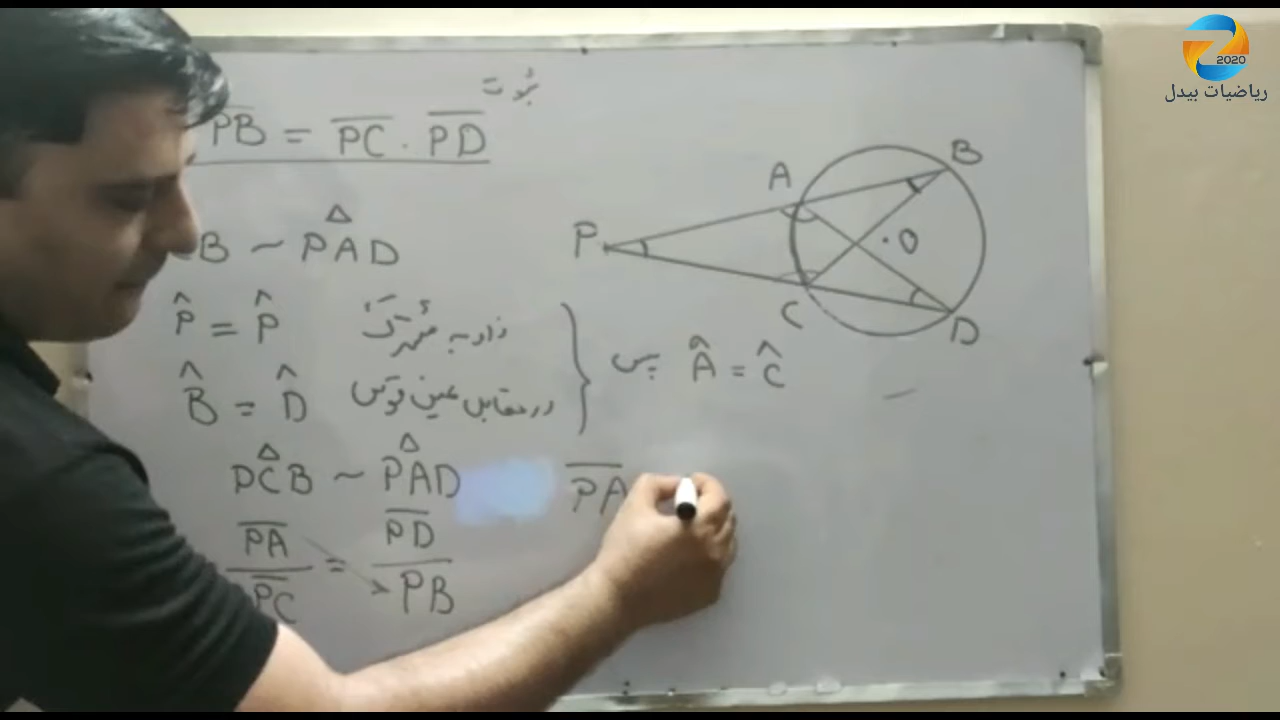 2020
ریاضیات بیدل
ثبوت
PB = PC . PD
B ~ PAD
P̂ = P̂ زاویه مشترک
B̂ = D̂ در مقابل عین قوس
پس Â = Ĉ
PCB ~ PAD
PA
PA/PC = PD/PB
P
A
B
C
D
O